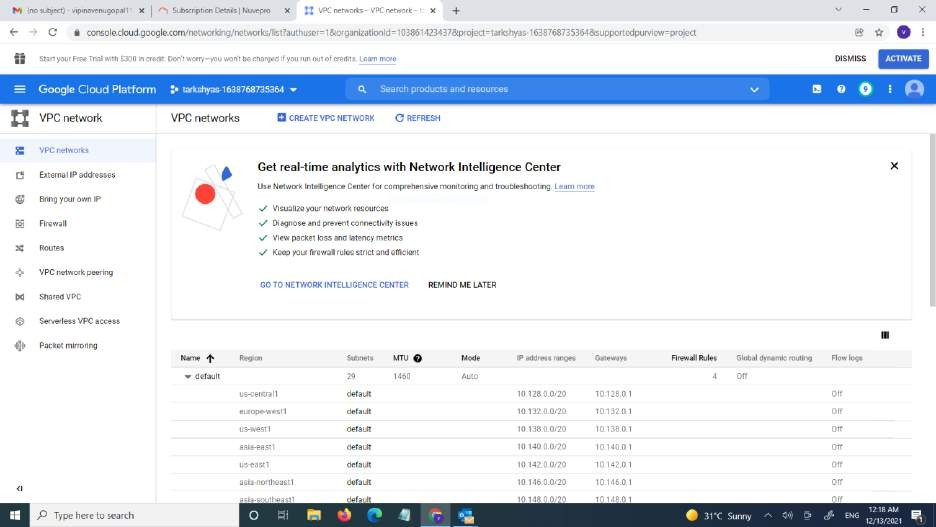 (no subject) - vipinavenugopal11
Subscription Details | Nuvepro
VPC networks – VPC network – t
console.cloud.google.com/networking/networks/list?authuser=1&organizationId=103861423437&project=tarkshyas-1638768735364&supportedpurview=project
V
Start your Free Trial with $300 in credit. Don't worry—you won't be charged if you run out of credits. Learn more
DISMISS
ACTIVATE
Google Cloud Platform
tarkshyas-1638768735364
Search products and resources
9
VPC network
VPC networks
CREATE VPC NETWORK
REFRESH
VPC networks
External IP addresses
Bring your own IP
Firewall
Routes
VPC network peering
Shared VPC
Serverless VPC access
Packet mirroring
Get real-time analytics with Network Intelligence Center
Use Network Intelligence Center for comprehensive monitoring and troubleshooting. Learn more
Visualize your network resources
Diagnose and prevent connectivity issues
View packet loss and latency metrics
Keep your firewall rules strict and efficient
GO TO NETWORK INTELLIGENCE CENTER
REMIND ME LATER
Name Region Subnets MTU Mode IP address ranges Gateways Firewall Rules Global dynamic routing Flow logs
default 29 1460 Auto 4 Off
us-central1 default 10.128.0.0/20 10.128.0.1 Off
europe-west1 default 10.132.0.0/20 10.132.0.1 Off
us-west1 default 10.138.0.0/20 10.138.0.1 Off
asia-east1 default 10.140.0.0/20 10.140.0.1 Off
us-east1 default 10.142.0.0/20 10.142.0.1 Off
asia-northeast1 default 10.146.0.0/20 10.146.0.1 Off
asia-southeast1 default 10.148.0.0/20 10.148.0.1 Off
Type here to search
31°C Sunny
ENG
12:18 AM
12/13/2021
1